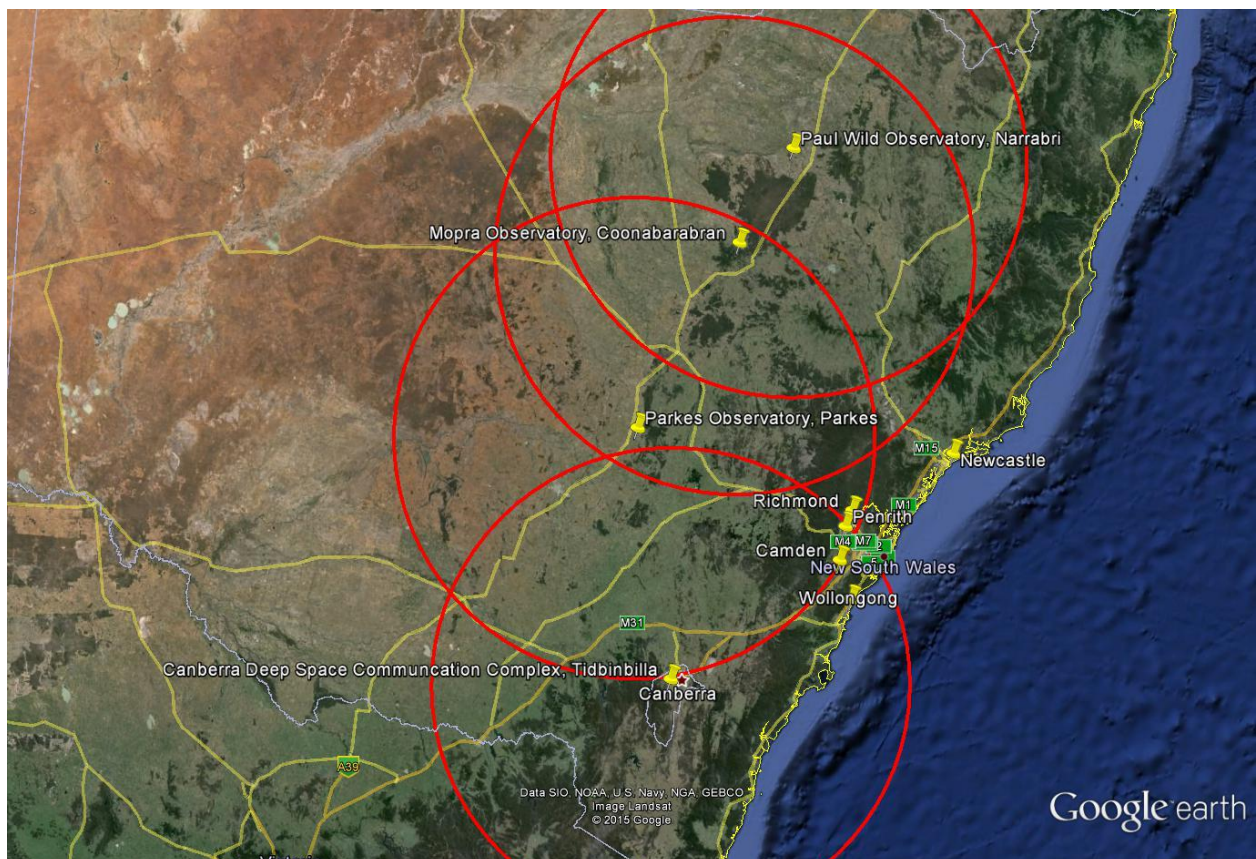 Paul Wild Observatory, Narrabri
Mopra Observatory, Coonabarabran
Parkes Observatory, Parkes
M15
Newcastle
Richmond
M1
Penrith
M4
M7
2
Camden
5
New South Wales
Wollongong
M31
Canberra Deep Space Communcation Complex, Tidbinbilla
Canberra
A39
Data SIO, NOAA, U.S. Navy, NGA, GEBCO
Image Landsat
© 2015 Google
Google earth